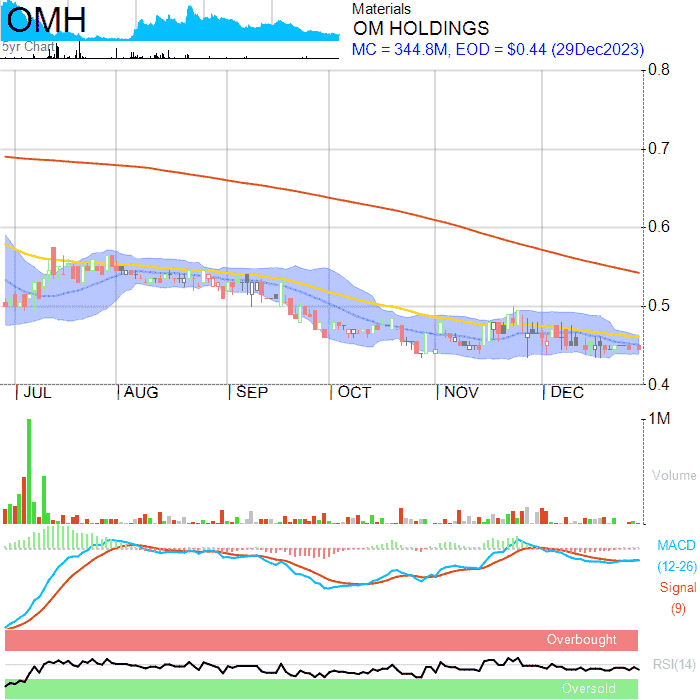 OMH
5yr Chart
Materials
OM HOLDINGS
MC = 344.8M, EOD = $0.44 (29Dec2023)
0.8
0.7
0.6
0.5
0.4
JUL AUG SEP OCT NOV DEC
1M
Volume
MACD
(12-26)
Signal
(9)
Overbought
RSI(14)
Oversold